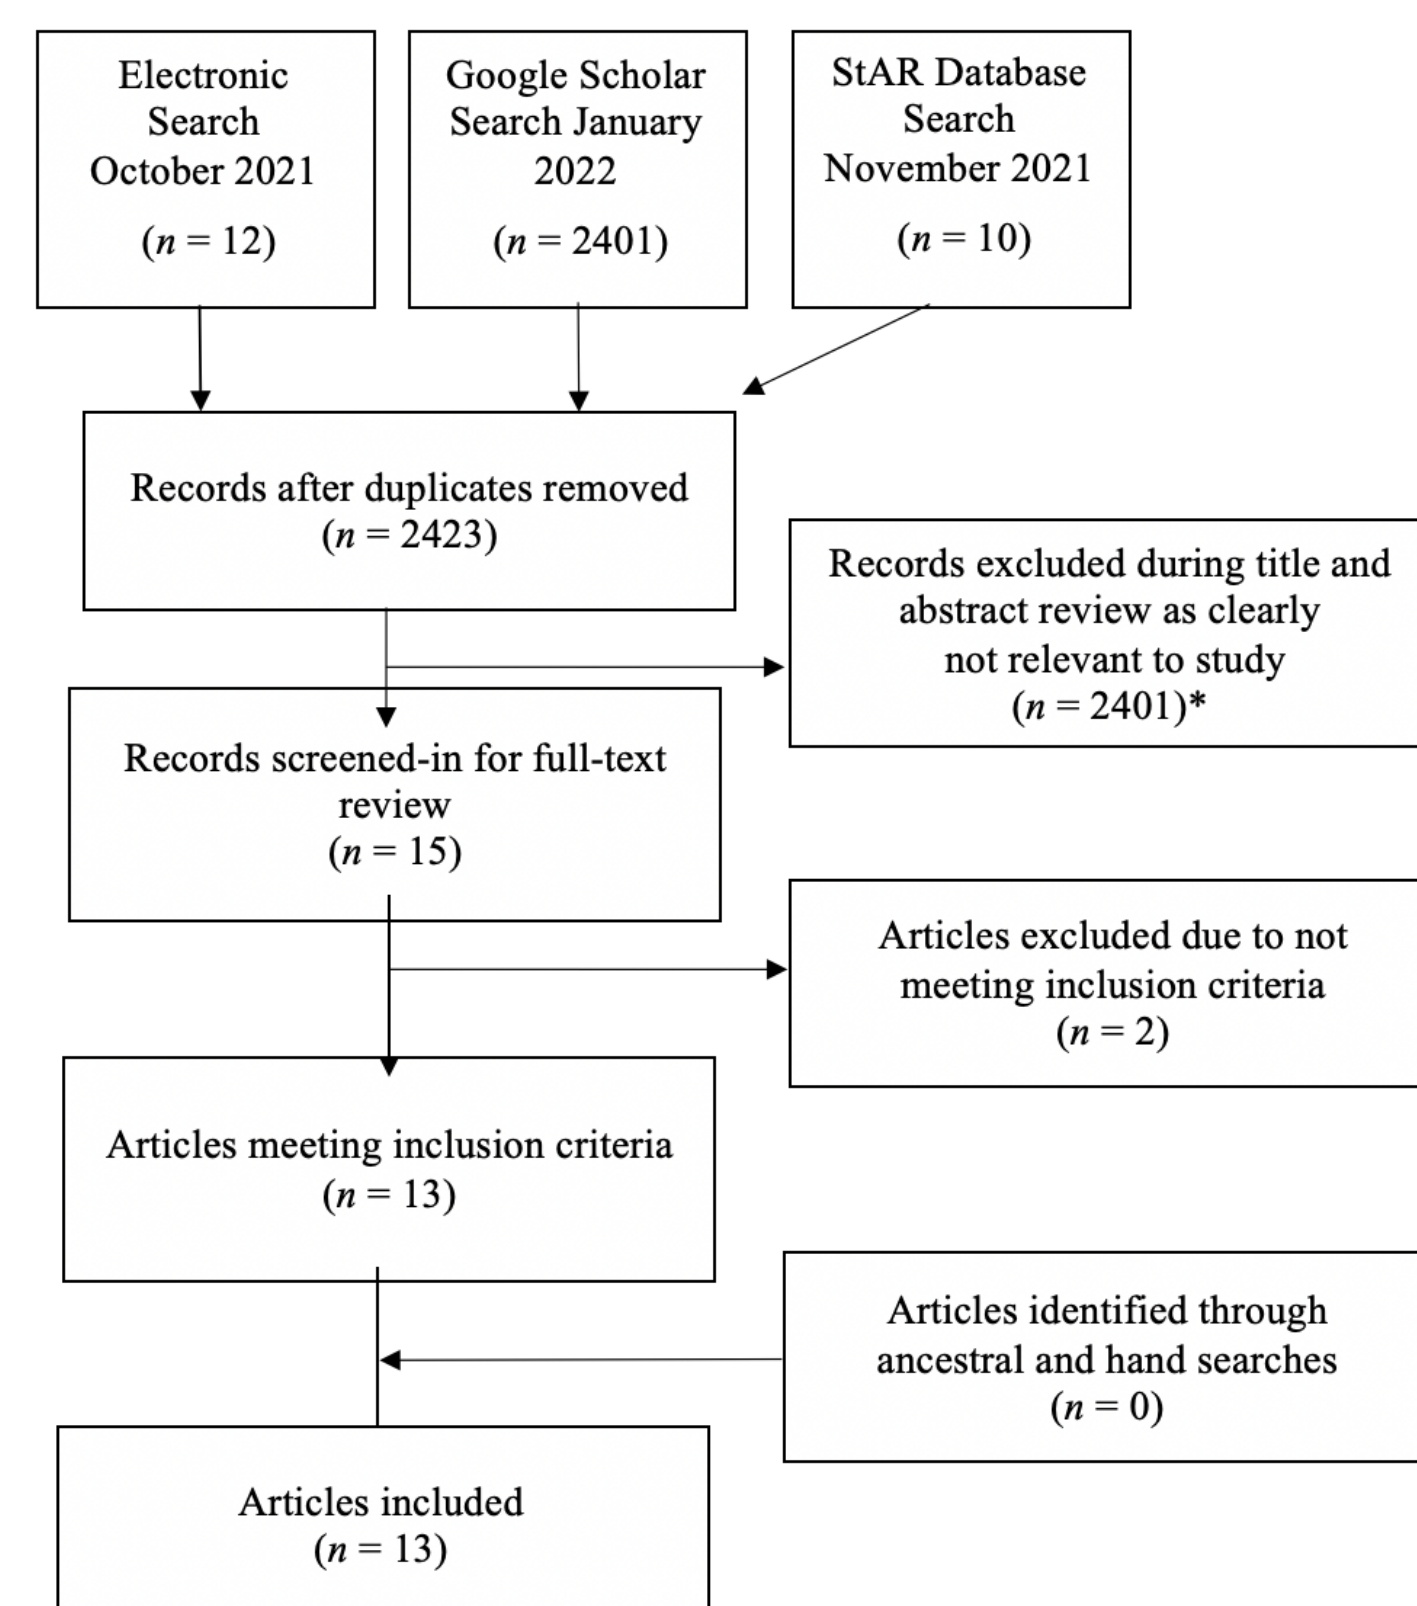 Electronic
Search
October 2021
(n = 12)
Google Scholar
Search January
2022
(n = 2401)
StAR Database
Search
November 2021
(n = 10)
Records after duplicates removed
(n = 2423)
Records excluded during title and
abstract review as clearly
not relevant to study
(n = 2401)*
Records screened-in for full-text
review
(n = 15)
Articles excluded due to not
meeting inclusion criteria
(n = 2)
Articles meeting inclusion criteria
(n = 13)
Articles identified through
ancestral and hand searches
(n = 0)
Articles included
(n = 13)